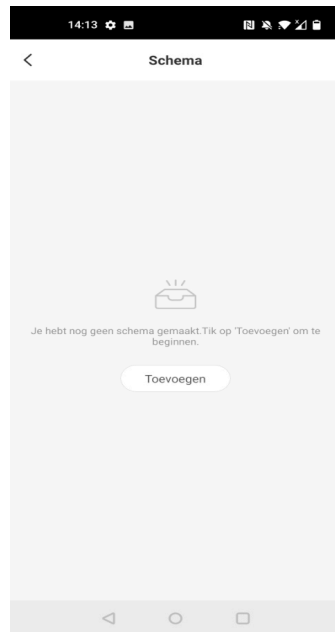 14:13
Schema
Je hebt nog geen schema gemaakt.Tik op 'Toevoegen' om te
beginnen.
Toevoegen